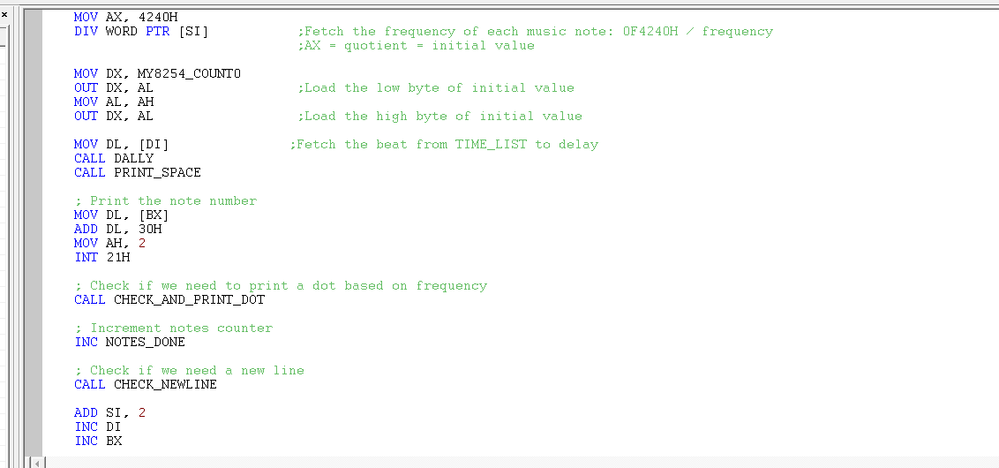 MOV AX, 4240H
DIV WORD PTR [SI] ;Fetch the frequency of each music note: 0F4240H / frequency
;AX = quotient = initial value
MOV DX, MY8254_COUNT0
OUT DX, AL ;Load the low byte of initial value
MOV AL, AH
OUT DX, AL ;Load the high byte of initial value
MOV DL, [DI] ;Fetch the beat from TIME_LIST to delay
CALL DALLY
CALL PRINT_SPACE
; Print the note number
MOV DL, [BX]
ADD DL, 30H
MOV AH, 2
INT 21H
; Check if we need to print a dot based on frequency
CALL CHECK_AND_PRINT_DOT
; Increment notes counter
INC NOTES_DONE
; Check if we need a new line
CALL CHECK_NEWLINE
ADD SI, 2
INC DI
INC BX